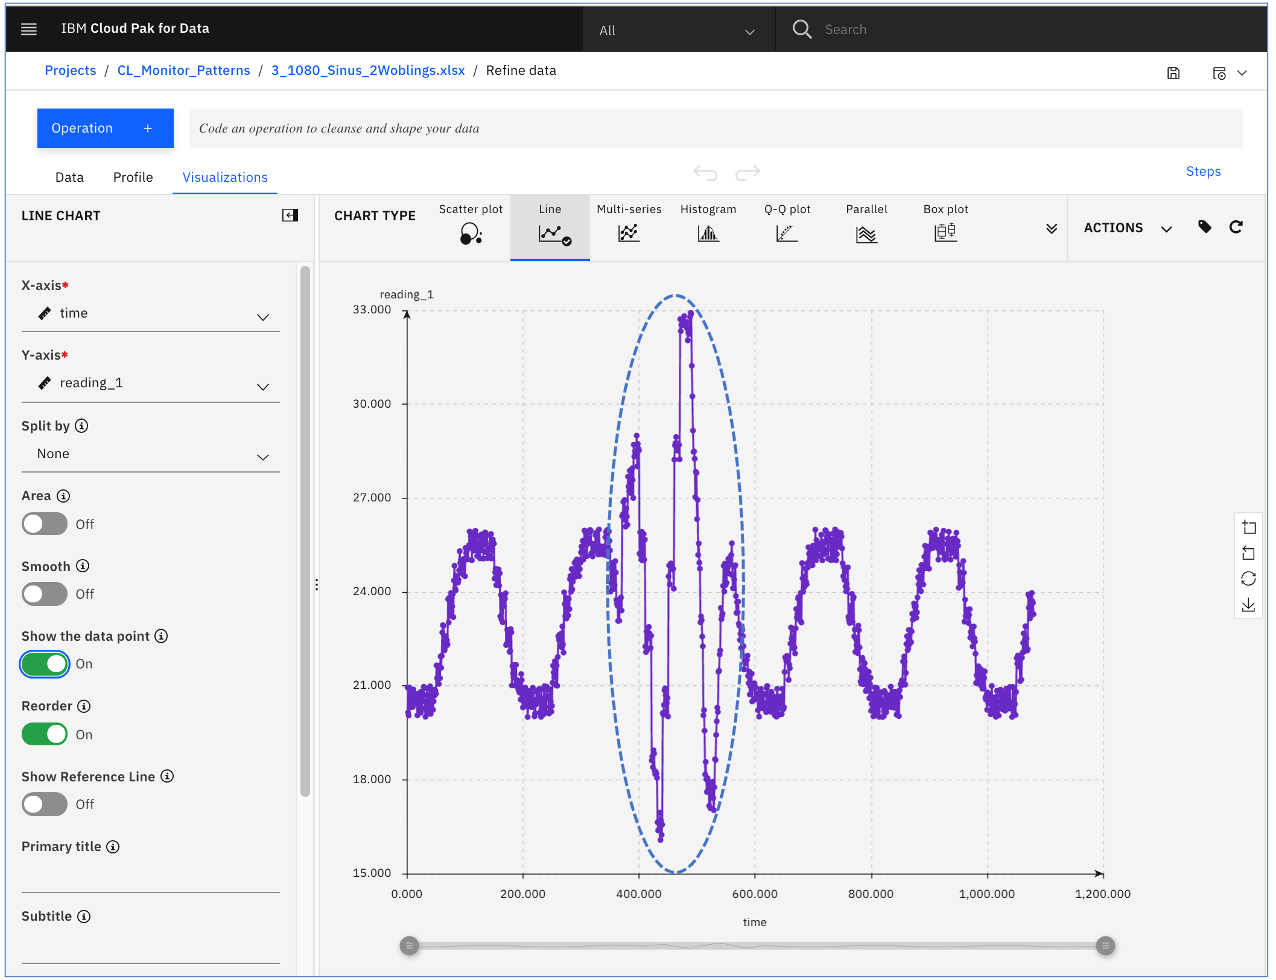 IBM Cloud Pak for Data
All
Search
Projects / CL_Monitor_Patterns / 3_1080_Sinus_2Woblings.xlsx / Refine data
Operation +
Code an operation to cleanse and shape your data
Data Profile Visualizations
Steps
LINE CHART
CHART TYPE
Scatter plot
Line
Multi-series
Histogram
Q-Q plot
Parallel
Box plot
ACTIONS
X-axis*
time
Y-axis*
reading_1
Split by
None
Area
Off
Smooth
Off
Show the data point
On
Reorder
On
Show Reference Line
Off
Primary title
Subtitle
reading_1
33.000
30.000
27.000
24.000
21.000
18.000
15.000
0.000 200.000 400.000 600.000 800.000 1,000.000 1,200.000
time